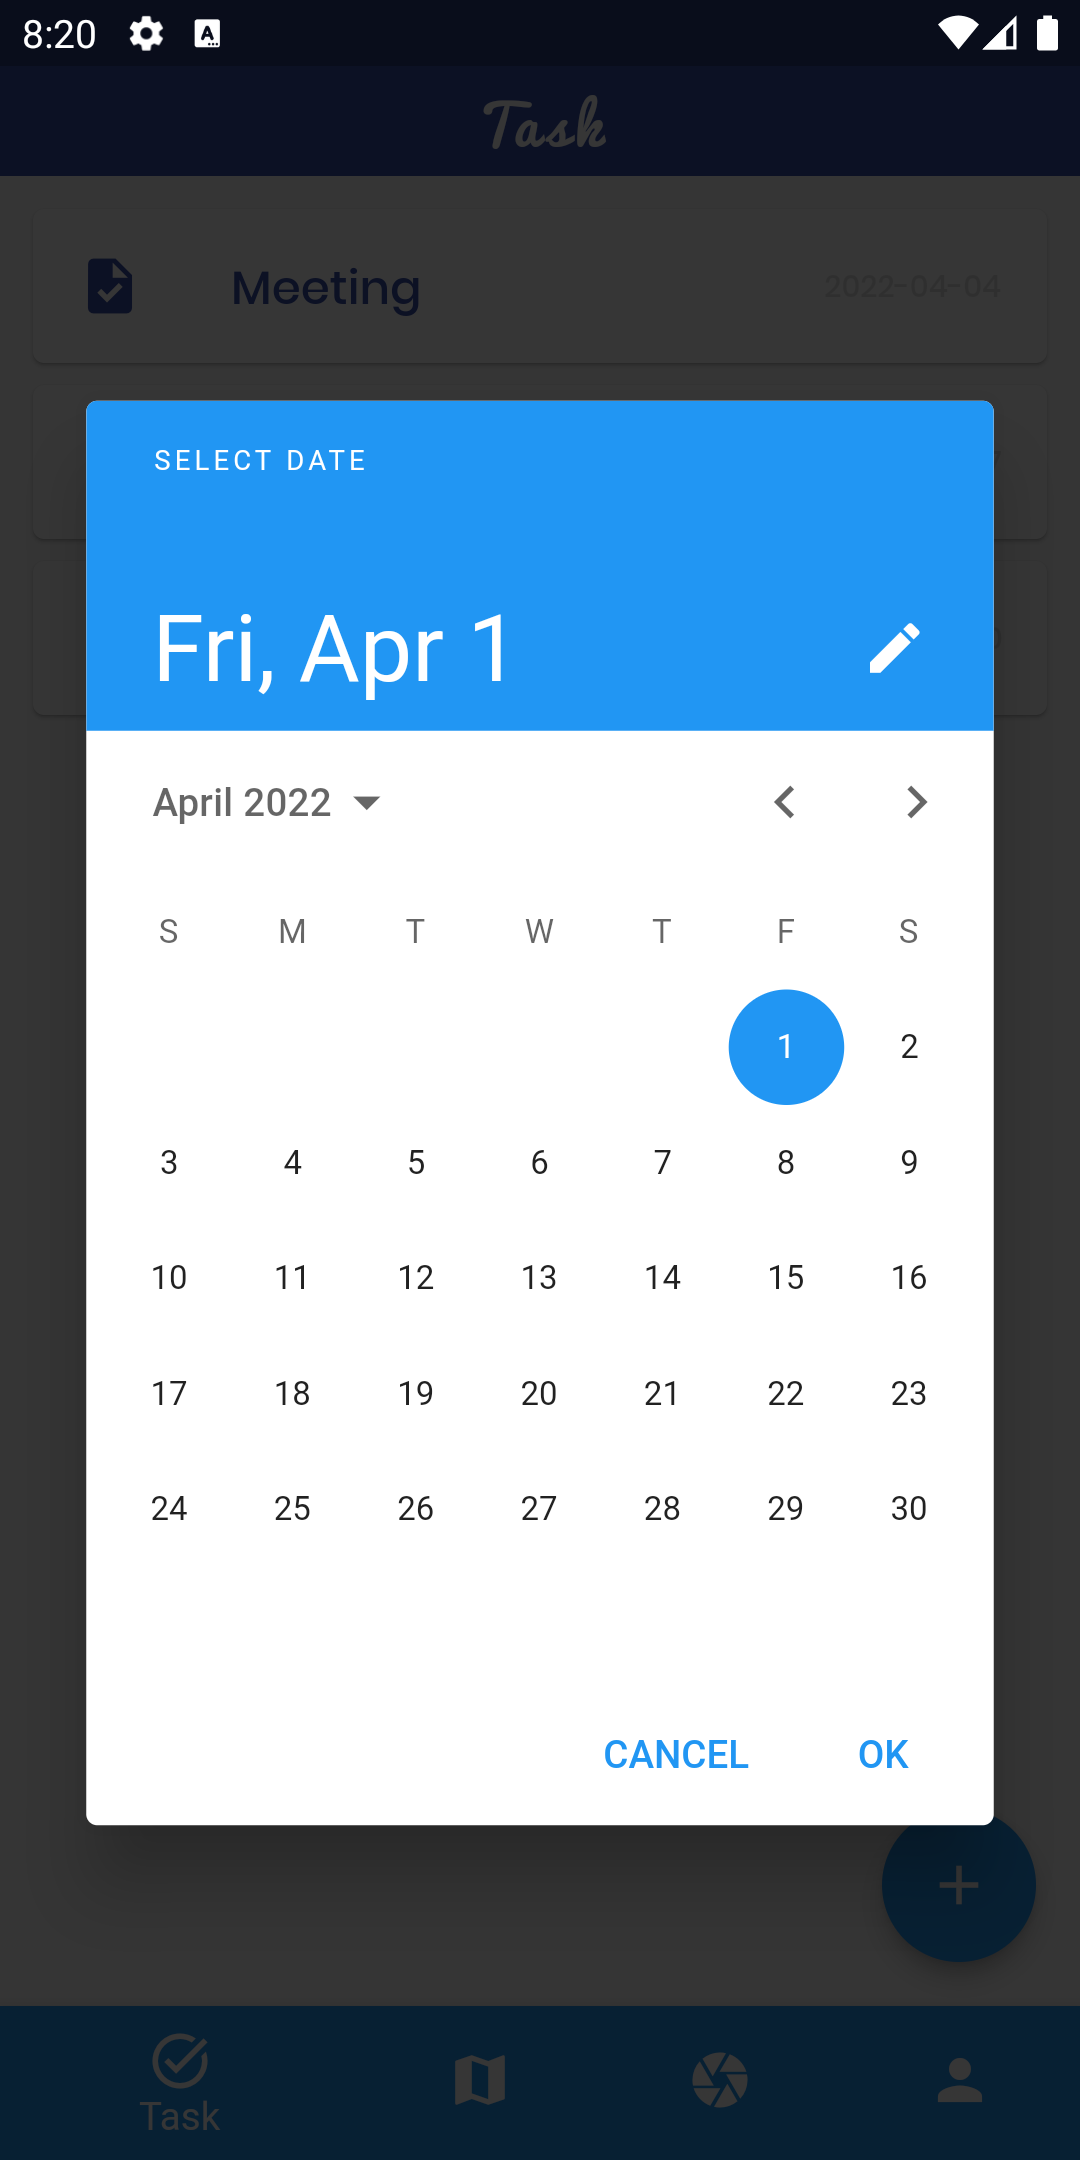 8:20
Task
Meeting 2022-04-04
SELECT DATE
Fri, Apr 1
April 2022
S M T W T F S
1 2
3 4 5 6 7 8 9
10 11 12 13 14 15 16
17 18 19 20 21 22 23
24 25 26 27 28 29 30
CANCEL OK
Task